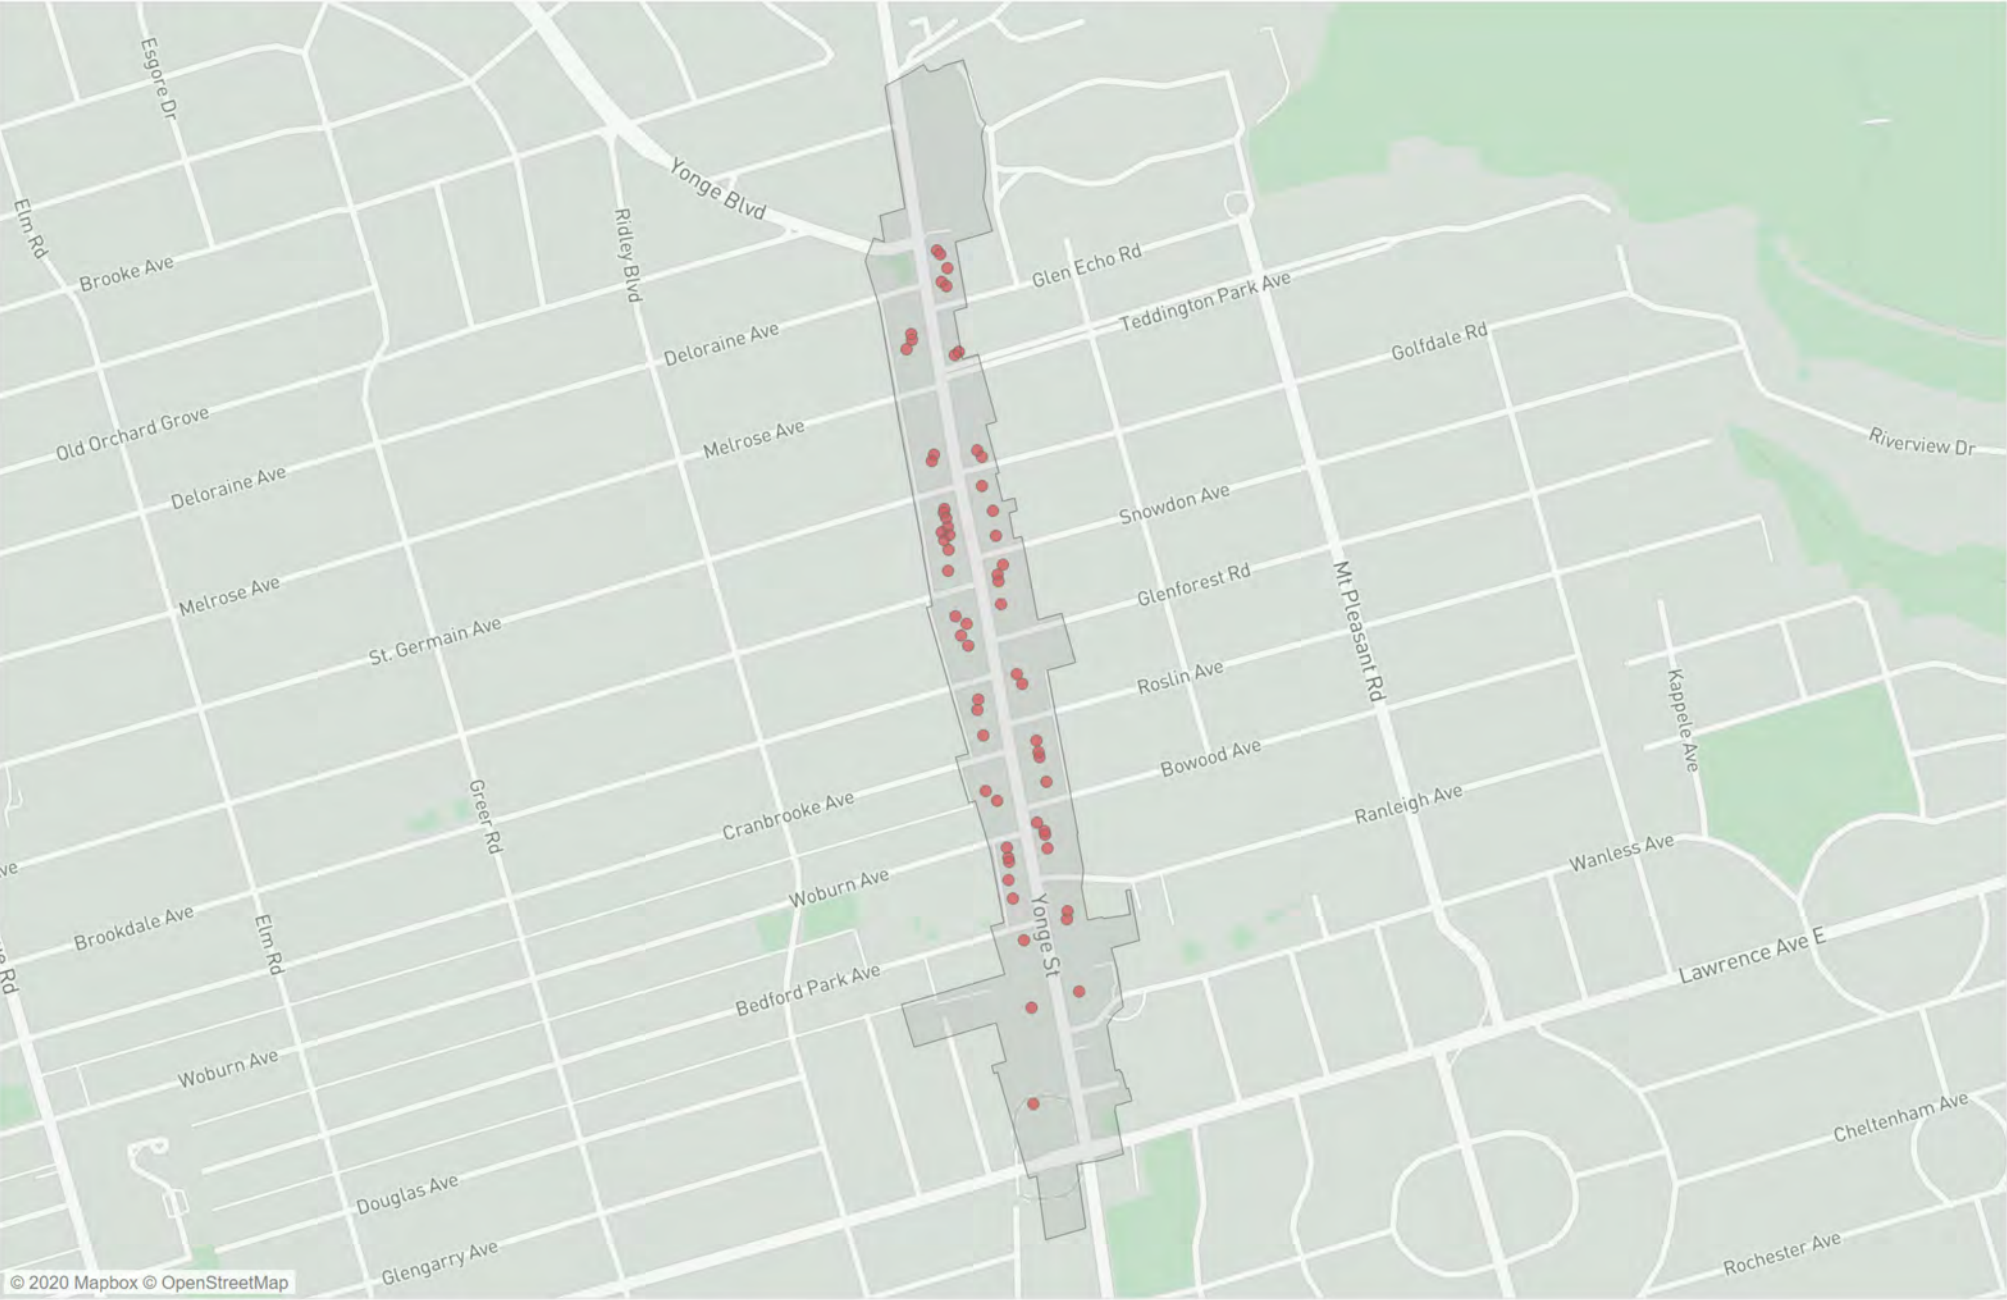 Esgore Dr
Yonge Blvd
Elm Rd
Ridley Blvd
Brooke Ave
Glen Echo Rd
Teddington Park Ave
Deloraine Ave
Golfdale Rd
Old Orchard Grove
Melrose Ave
Riverview Dr
Deloraine Ave
Snowdon Ave
Melrose Ave
Glenforest Rd
St. Germain Ave
Mt Pleasant Rd
Roslin Ave
Kappele Ave
Bowood Ave
Greer Rd
Cranbrooke Ave
Ranleigh Ave
Wanless Ave
Woburn Ave
Brookdale Ave
Elm Rd
Yonge St
Lawrence Ave E
Bedford Park Ave
Woburn Ave
Cheltenham Ave
Douglas Ave
Glengarry Ave
Rochester Ave
© 2020 Mapbox © OpenStreetMap